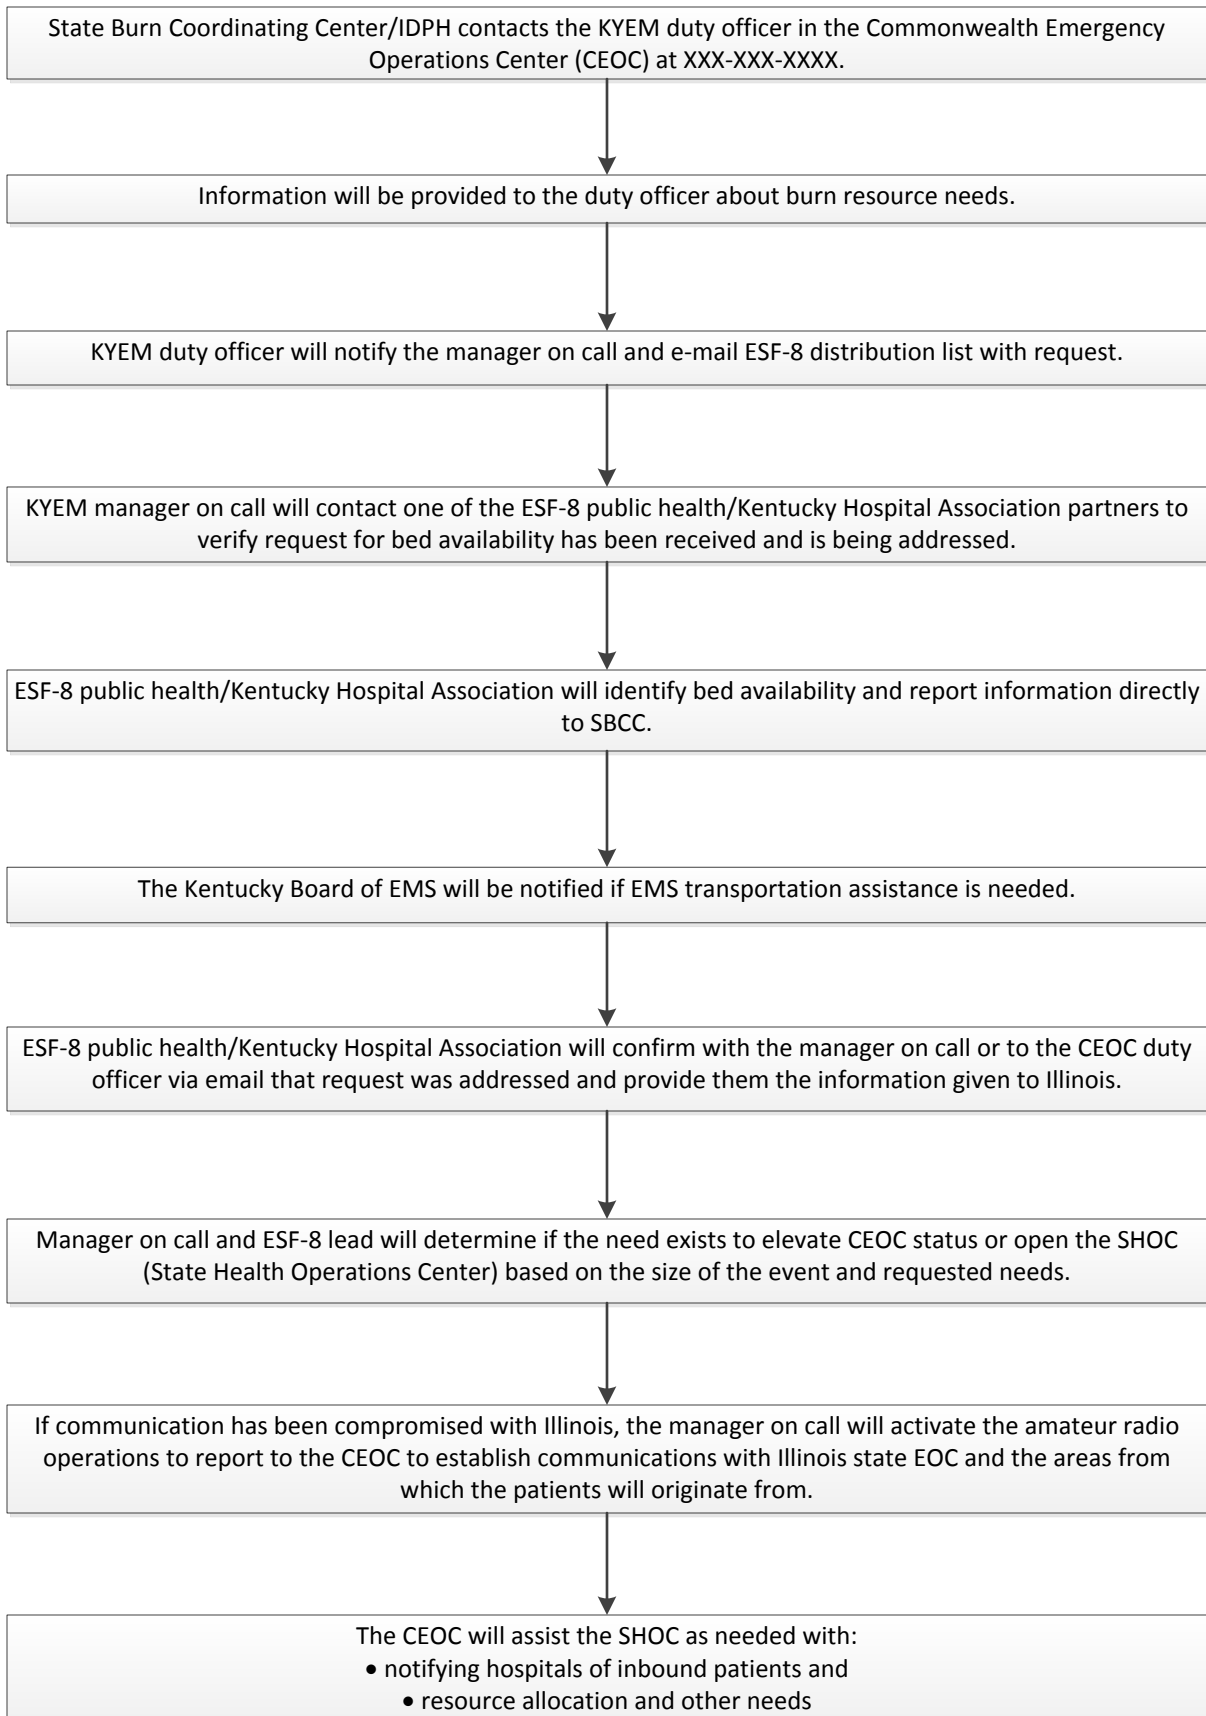 State Burn Coordinating Center/IDPH contacts the KYEM duty officer in the Commonwealth Emergency
Operations Center (CEOC) at XXX-XXX-XXXX.
Information will be provided to the duty officer about burn resource needs.
KYEM duty officer will notify the manager on call and e-mail ESF-8 distribution list with request.
KYEM manager on call will contact one of the ESF-8 public health/Kentucky Hospital Association partners to
verify request for bed availability has been received and is being addressed.
ESF-8 public health/Kentucky Hospital Association will identify bed availability and report information directly
to SBCC.
The Kentucky Board of EMS will be notified if EMS transportation assistance is needed.
ESF-8 public health/Kentucky Hospital Association will confirm with the manager on call or to the CEOC duty
officer via email that request was addressed and provide them the information given to Illinois.
Manager on call and ESF-8 lead will determine if the need exists to elevate CEOC status or open the SHOC
(State Health Operations Center) based on the size of the event and requested needs.
If communication has been compromised with Illinois, the manager on call will activate the amateur radio
operations to report to the CEOC to establish communications with Illinois state EOC and the areas from
which the patients will originate from.
The CEOC will assist the SHOC as needed with:
• notifying hospitals of inbound patients and
• resource allocation and other needs